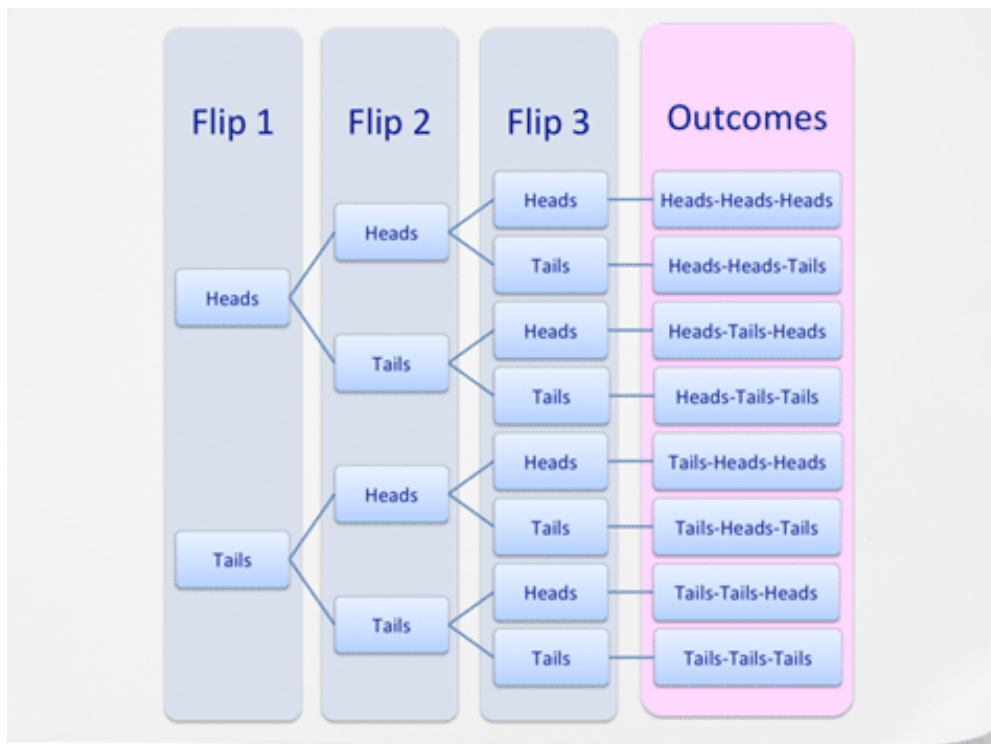 Flip 1
Flip 2
Flip 3
Outcomes
Heads
Tails
Heads
Tails
Heads
Tails
Heads
Tails
Heads
Tails
Heads
Tails
Heads
Tails
Heads-Heads-Heads
Heads-Heads-Tails
Heads-Tails-Heads
Heads-Tails-Tails
Tails-Heads-Heads
Tails-Heads-Tails
Tails-Tails-Heads
Tails-Tails-Tails